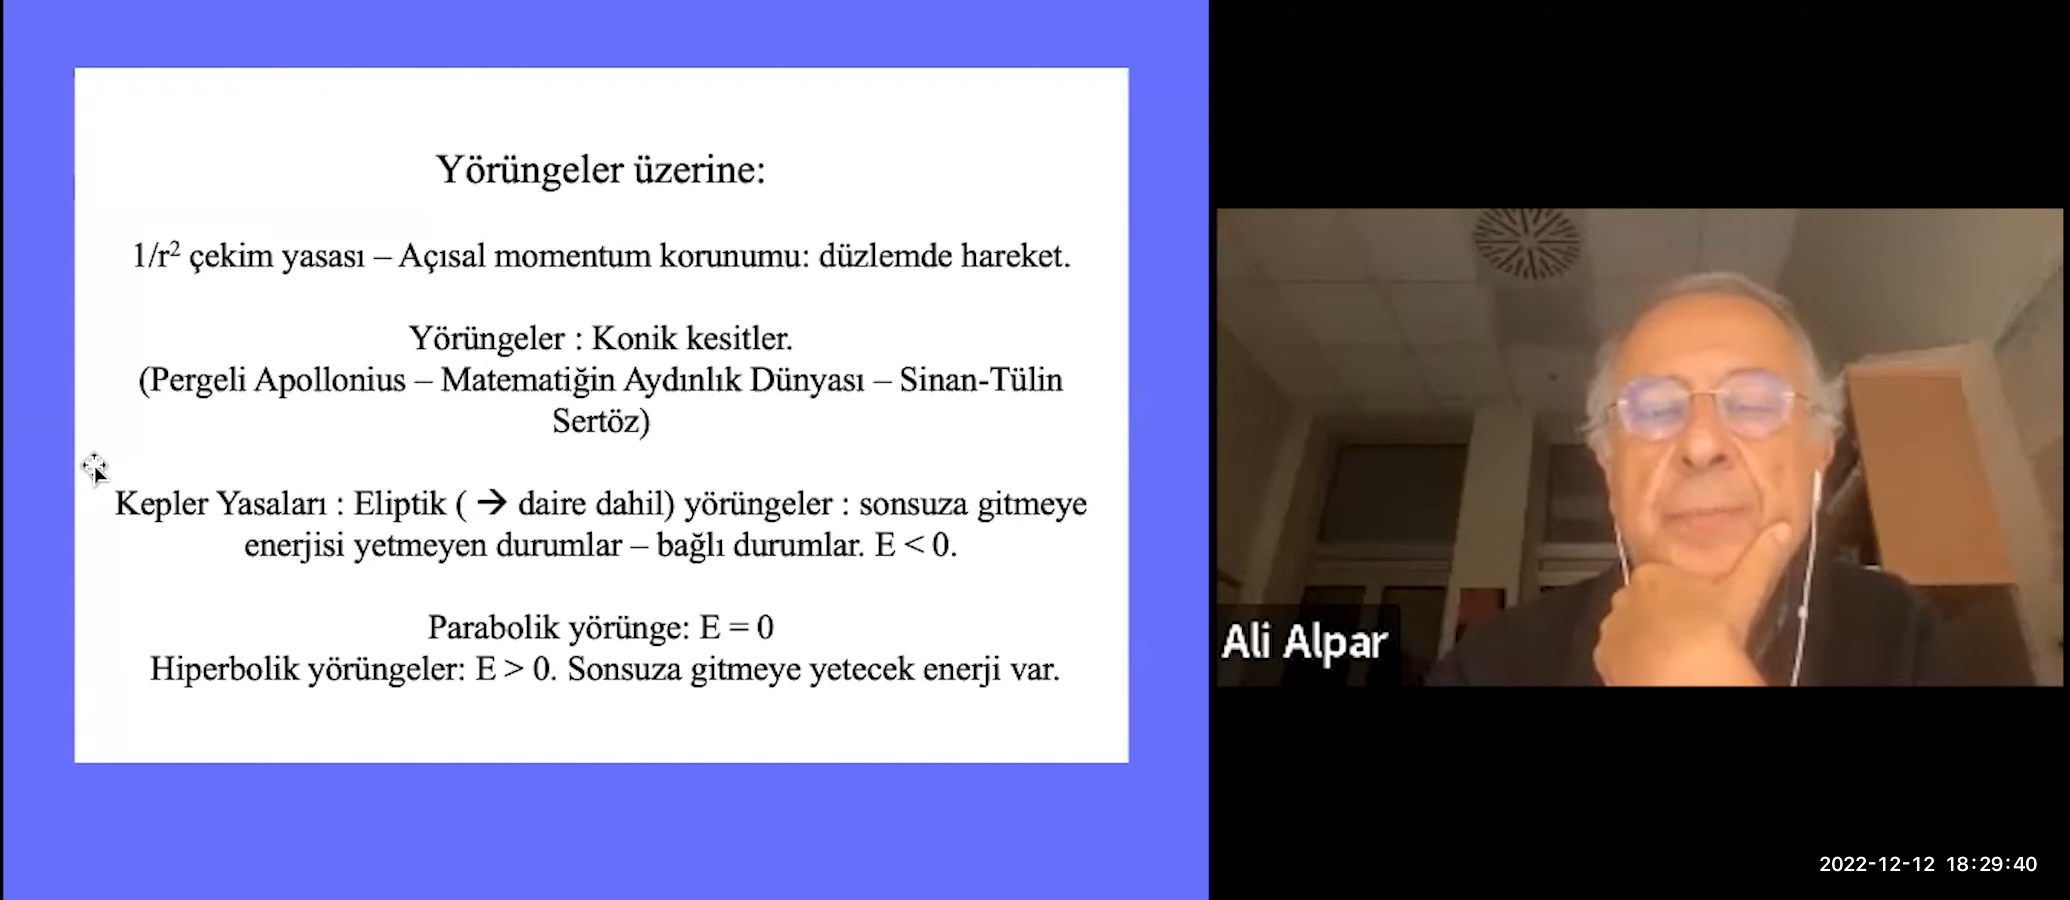 Yörüngeler üzerine:
1/r² çekim yasası – Açısal momentum korunumu: düzlemde hareket.
Yörüngeler : Konik kesitler.
(Pergeli Apollonius – Matematiğin Aydınlık Dünyası – Sinan-Tülin
Sertöz)
Kepler Yasaları : Eliptik ( → daire dahil) yörüngeler : sonsuza gitmeye
enerjisi yetmeyen durumlar – bağlı durumlar. E < 0.
Parabolik yörünge: E = 0
Hiperbolik yörüngeler: E > 0. Sonsuza gitmeye yetecek enerji var.
Ali Alpar
2022-12-12 18:29:40